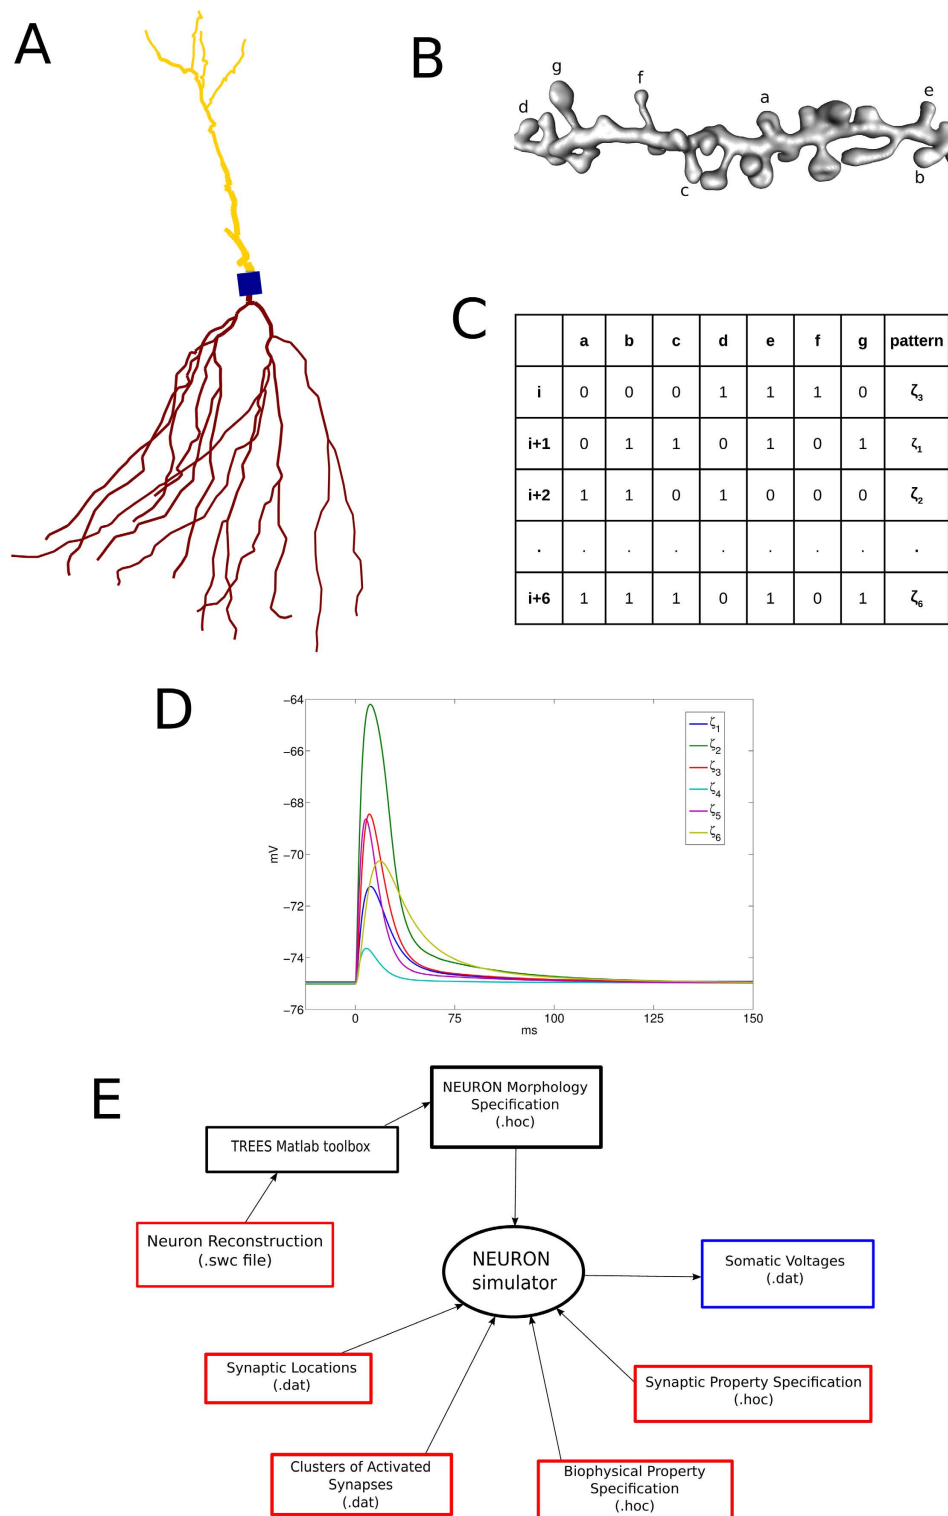 A
B
g
f
d
a
e
c
b
C
a b c d e f g pattern
i 0 0 0 1 1 1 0 ζ3
i+1 0 1 1 0 1 0 1 ζ1
i+2 1 1 0 1 0 0 0 ζ2
. . . . . . . . .
i+6 1 1 1 0 1 0 1 ζ6
D
−64
−66
−68
−70
−72
−74
−76
mV
0 75 100 125 150
ms
ζ1
ζ2
ζ3
ζ4
ζ5
ζ6
E
NEURON Morphology
Specification
(.hoc)
TREES Matlab toolbox
Neuron Reconstruction
(.swc file)
NEURON
simulator
Somatic Voltages
(.dat)
Synaptic Locations
(.dat)
Synaptic Property Specification
(.hoc)
Clusters of Activated
Synapses
(.dat)
Biophysical Property
Specification
(.hoc)